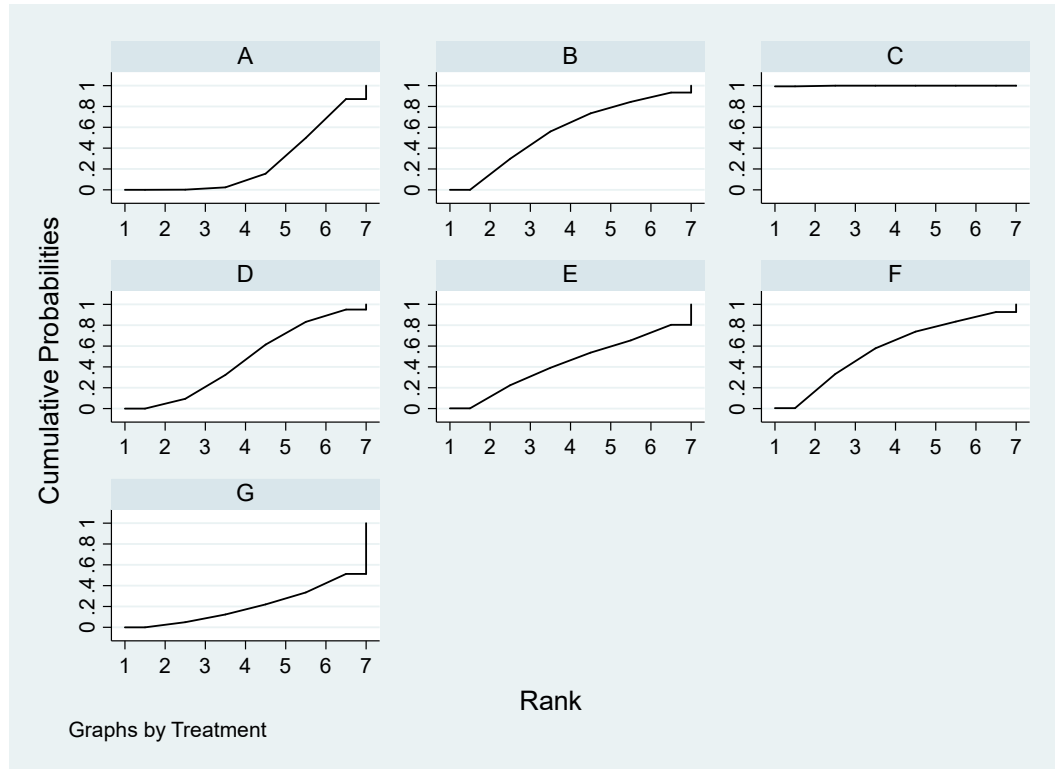 A
B
C
0 .2 .4 .6 .8 1
1 2 3 4 5 6 7
0 .2 .4 .6 .8 1
1 2 3 4 5 6 7
0 .2 .4 .6 .8 1
1 2 3 4 5 6 7
D
E
F
0 .2 .4 .6 .8 1
1 2 3 4 5 6 7
0 .2 .4 .6 .8 1
1 2 3 4 5 6 7
0 .2 .4 .6 .8 1
1 2 3 4 5 6 7
G
0 .2 .4 .6 .8 1
1 2 3 4 5 6 7
Cumulative Probabilities
Rank
Graphs by Treatment